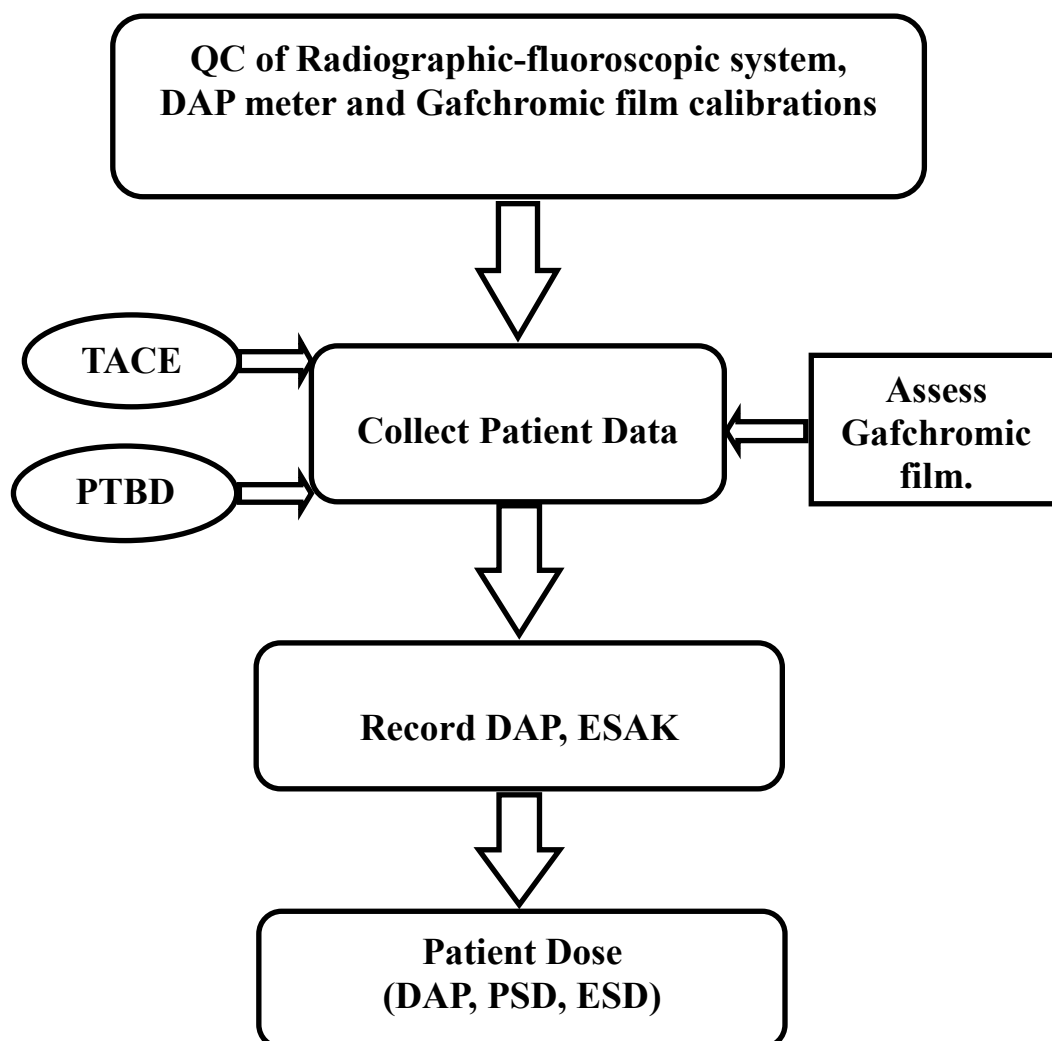 QC of Radiographic-fluoroscopic system,
DAP meter and Gafchromic film calibrations
TACE
PTBD
Collect Patient Data
Assess
Gafchromic
film.
Record DAP, ESAK
Patient Dose
(DAP, PSD, ESD)